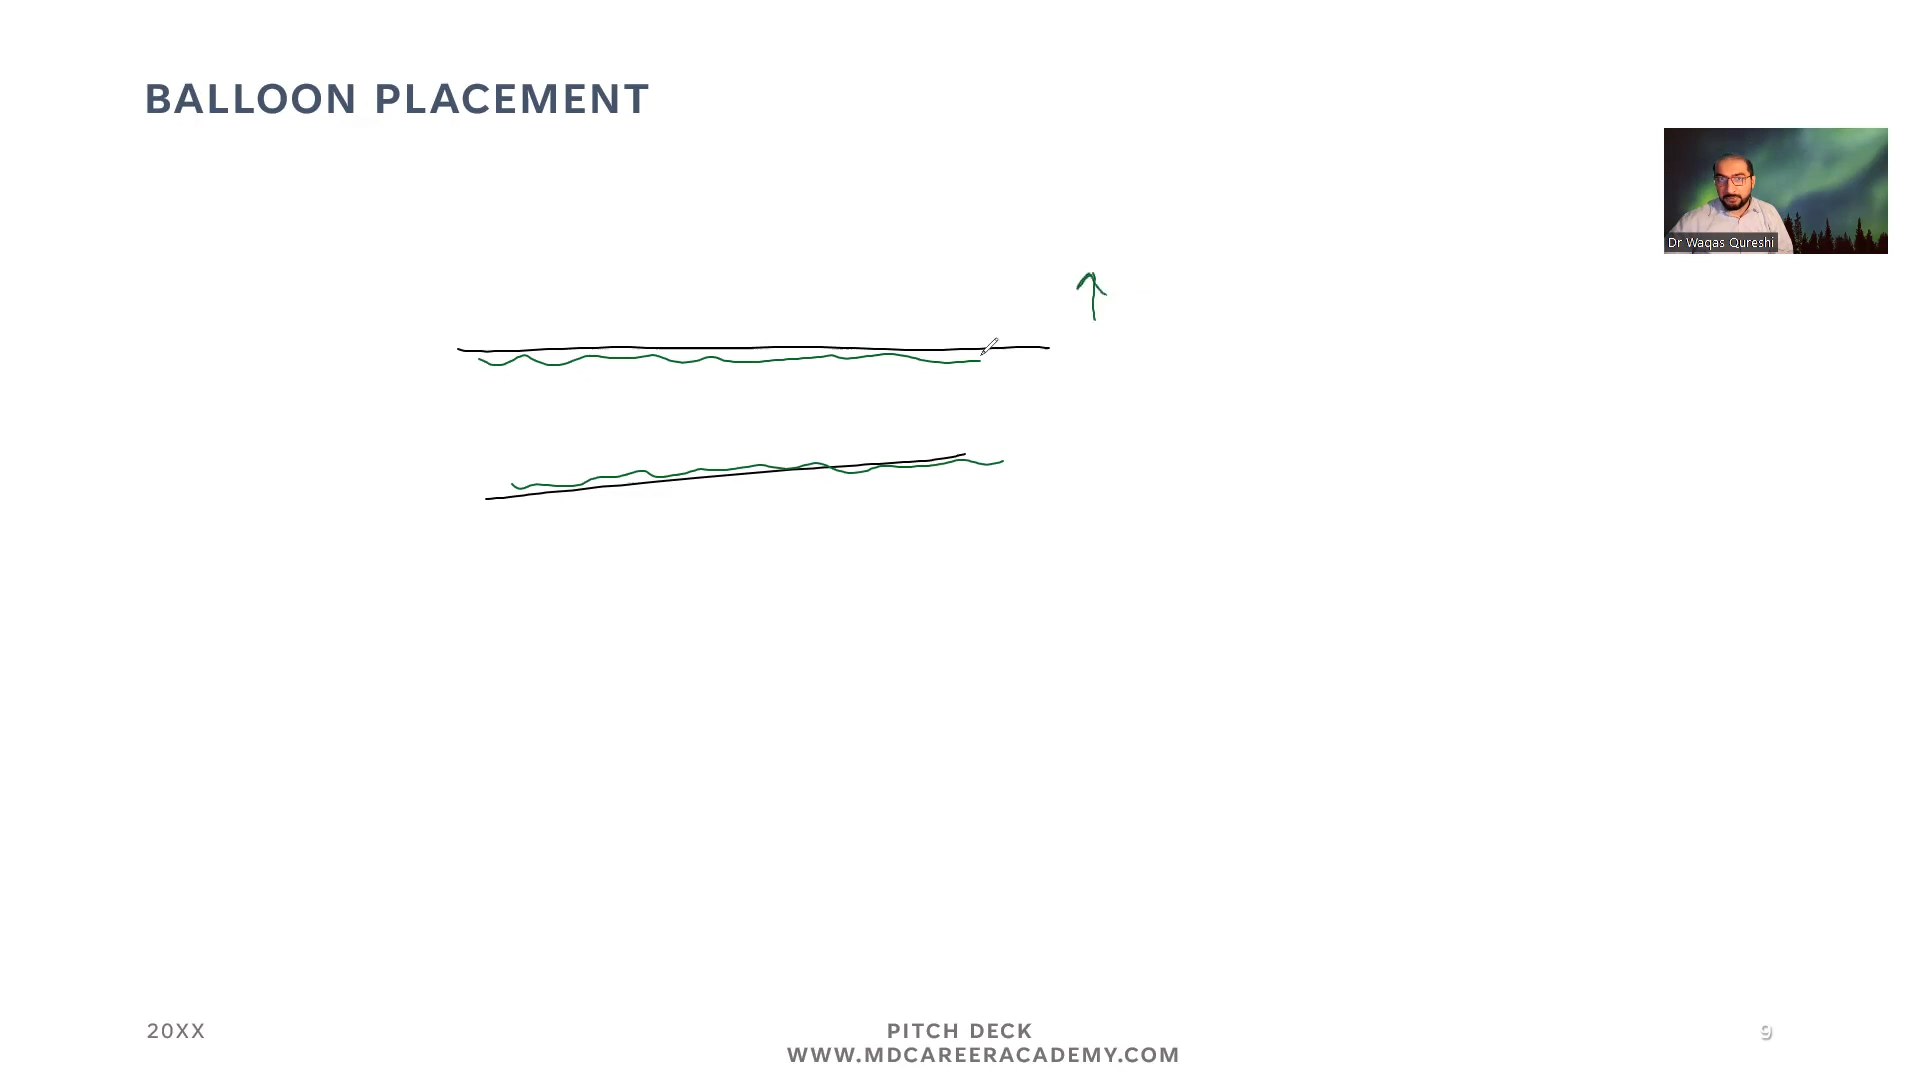 BALLOON PLACEMENT
Dr Waqas Qureshi
20XX
PITCH DECK
WWW.MDCAREERACADEMY.COM
9